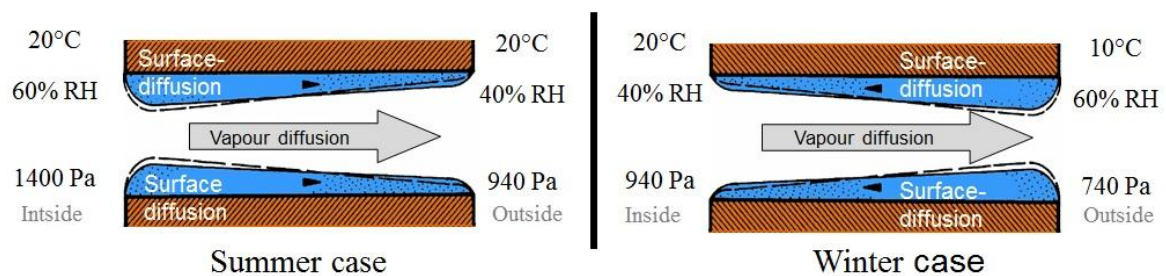 20°C
60% RH
1400 Pa
Intside
Surface-
diffusion
Vapour diffusion
Surface
diffusion
20°C
40% RH
940 Pa
Outside
Summer case
20°C
40% RH
940 Pa
Inside
Surface-
diffusion
Vapour diffusion
Surface-
diffusion
10°C
60% RH
740 Pa
Outside
Winter case